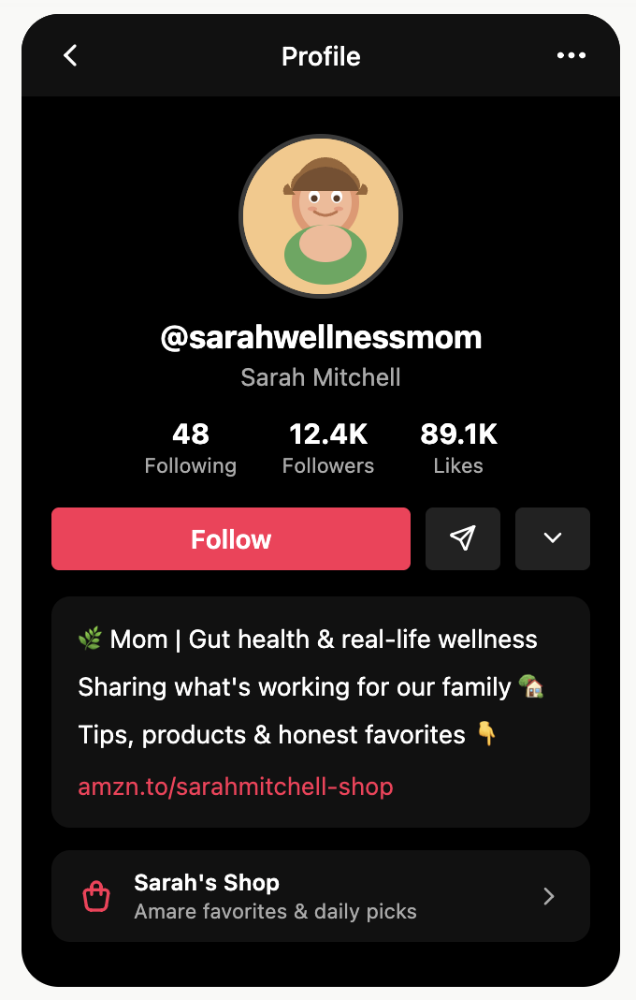 Profile
@sarahwellnessmom
Sarah Mitchell
48 12.4K 89.1K
Following Followers Likes
Follow
🌿 Mom | Gut health & real-life wellness
Sharing what's working for our family 🏡
Tips, products & honest favorites 👇
amzn.to/sarahmitchell-shop
Sarah's Shop
Amare favorites & daily picks